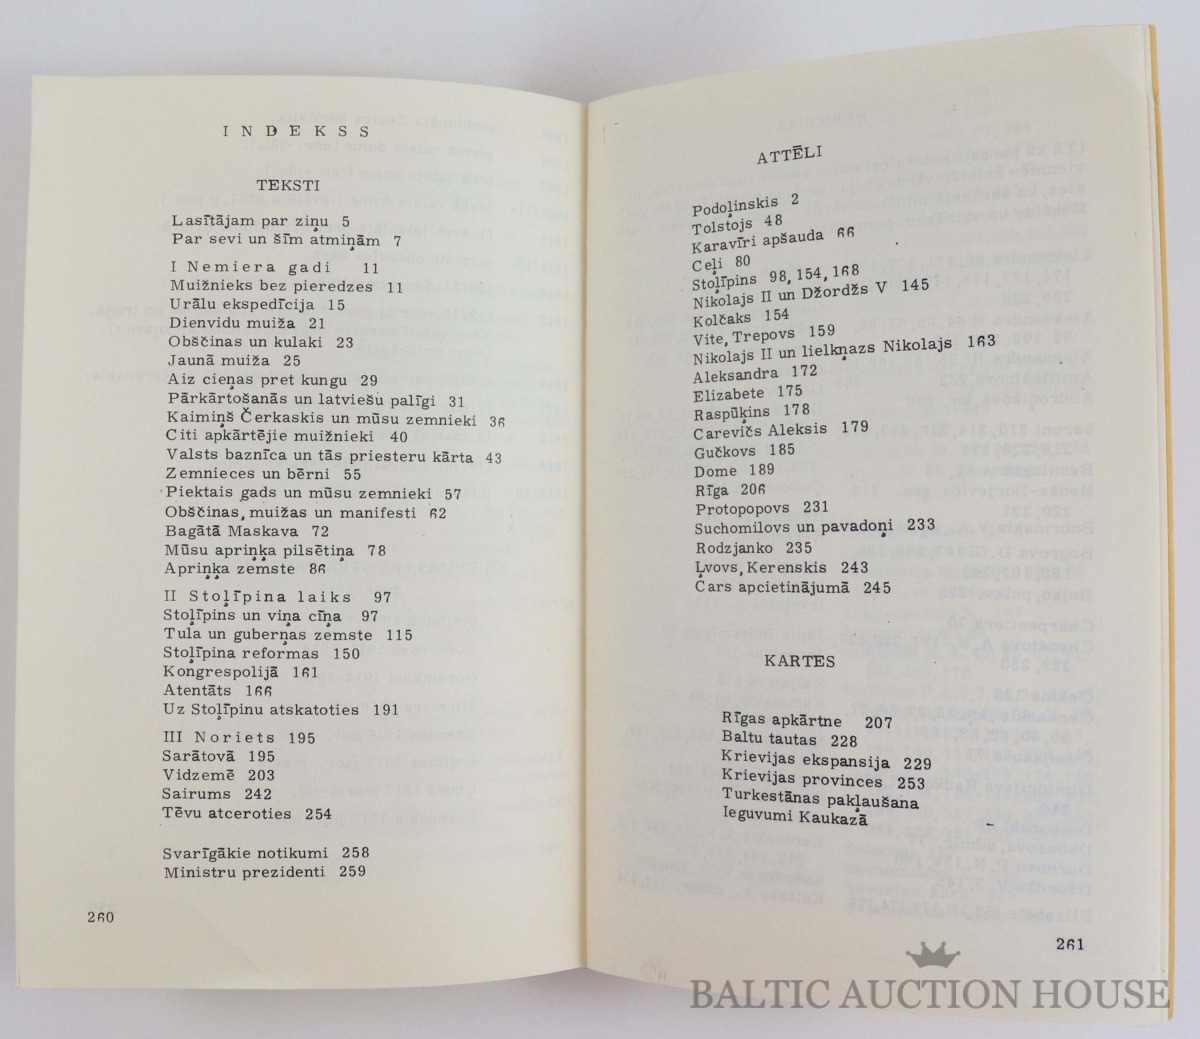 INDEKSS
TEKSTI
Lasītājam par ziņu 5
Par sevi un šīm atmiņām 7
I Nemiera gadi 11
Muižnieks bez pieredzes 11
Urālu ekspedīcija 15
Dienvidu muiža 21
Obščinas un kulaki 23
Jaunā muiža 25
Aiz cieņas pret kungu 29
Pārkārtošanās un latviešu palīgi 31
Kaimiņš Čerkaskis un mūsu zemnieki 36
Citi apkārtējie muižnieki 40
Valsts baznīca un tās priesteru kārta 43
Zemnieces un bērni 55
Piektais gads un mūsu zemnieki 57
Obščinas, muižas un manifesti 62
Bagātā Maskava 72
Mūsu apriņķa pilsētiņa 78
Apriņķa zemste 86
II Stoļīpina laiks 97
Stoļīpins un viņa cīņa 97
Tula un guberņas zemste 115
Stoļīpina reformas 150
Kongrespolijā 161
Atentāts 166
Uz Stoļīpinu atskatoties 191
III Noriets 195
Sarātovā 195
Vidzemē 203
Sairums 242
Tēvu atceroties 254
Svarīgākie notikumi 258
Ministru prezidenti 259
260
ATTĒLI
Podoļinskis 2
Tolstojs 48
Karavīri apšauda 66
Ceļi 80
Stoļīpins 98, 154, 168
Nikolajs II un Džordžs V 145
Kolčaks 154
Vite, Trepovs 159
Nikolajs II un lielkņazs Nikolajs 163
Aleksandra 172
Elizabete 175
Raspūķins 178
Carevičs Aleksis 179
Gučkovs 185
Dome 189
Rīga 206
Protopopovs 231
Suchomilovs un pavadoņi 233
Rodzjanko 235
Ļvovs, Kerenskis 243
Cars apcietinājumā 245
KARTES
Rīgas apkārtne 207
Baltu tautas 228
Krievijas ekspansija 229
Krievijas provinces 253
Turkestānas pakļaušana
Ieguvumi Kaukazā
261
BALTIC AUCTION HOUSE